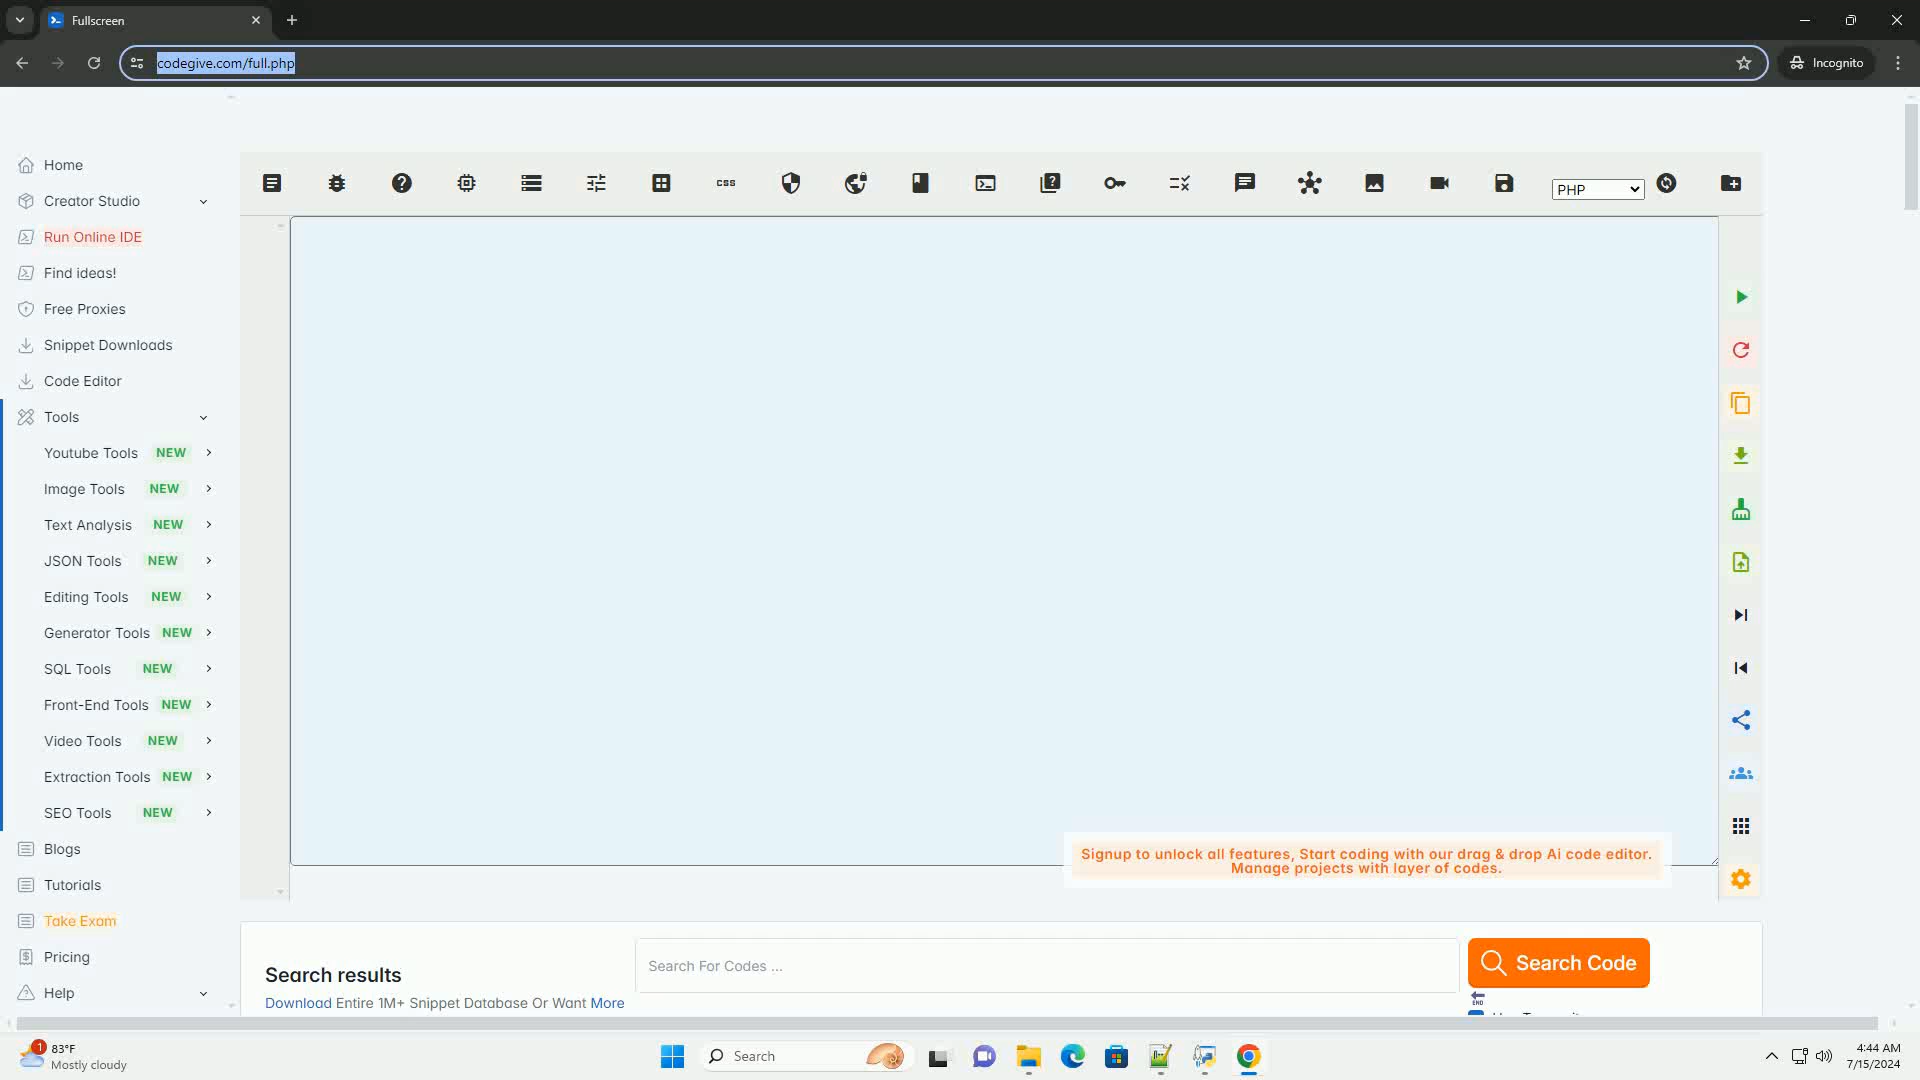 Fullscreen
codegive.com/full.php
Incognito
Home
Creator Studio
Run Online IDE
Find ideas!
Free Proxies
Snippet Downloads
Code Editor
Tools
Youtube Tools NEW
Image Tools NEW
Text Analysis NEW
JSON Tools NEW
Editing Tools NEW
Generator Tools NEW
SQL Tools NEW
Front-End Tools NEW
Video Tools NEW
Extraction Tools NEW
SEO Tools NEW
Blogs
Tutorials
Take Exam
Pricing
Help
css
PHP
Signup to unlock all features, Start coding with our drag & drop Ai code editor.
Manage projects with layer of codes.
Search results
Download Entire 1M+ Snippet Database Or Want More
Search For Codes ...
Search Code
END
1
83°F
Mostly cloudy
Search
4:44 AM
7/15/2024